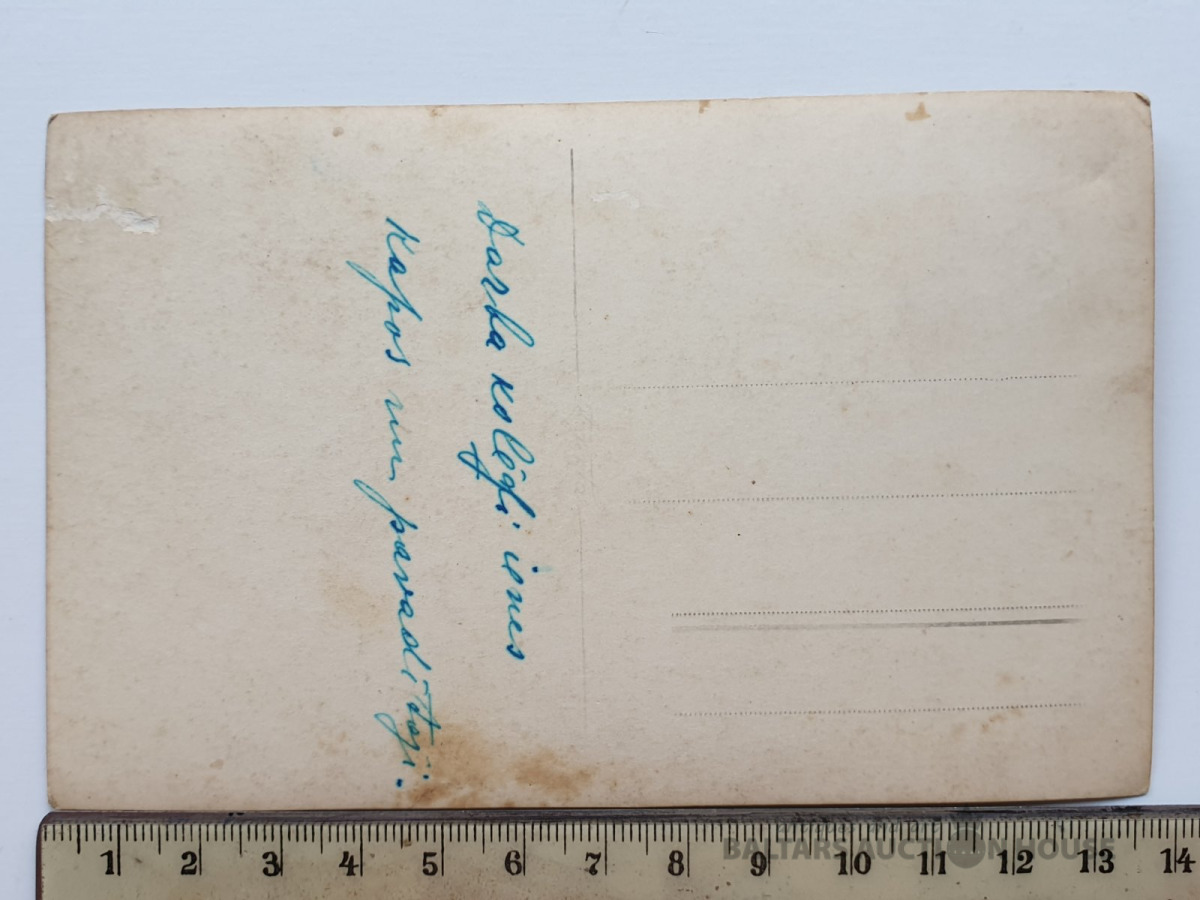 Darba kolēģi ienes
Kapos un pavadītāji.
1 2 3 4 5 6 7 8 9 10 11 12 13 14
BALTARS AUCTION HOUSE